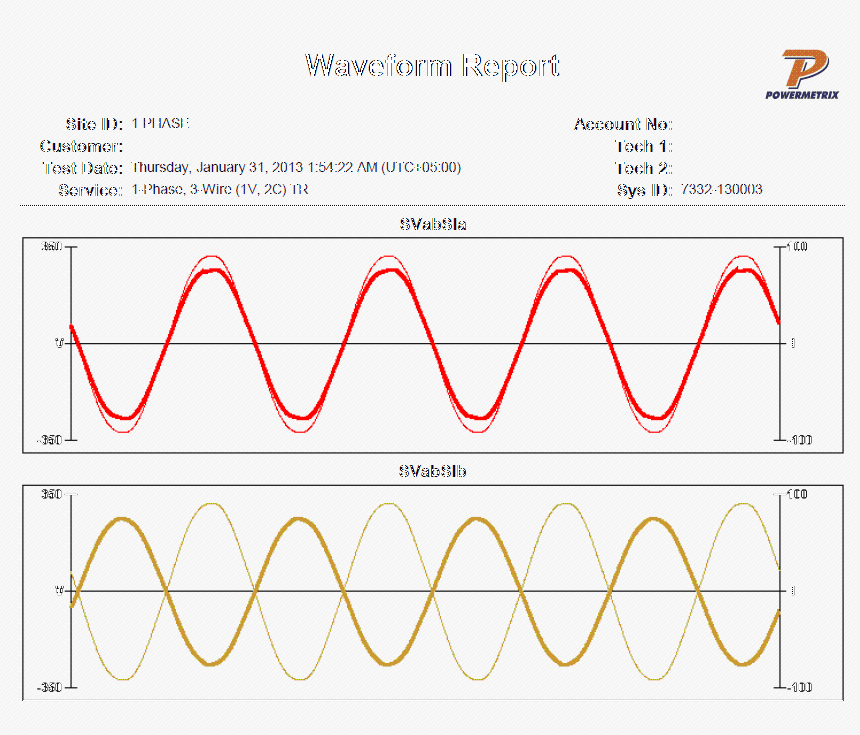 Waveform Report
POWERMETRIX
Site ID: 1 PHASE
Account No:
Customer:
Tech 1:
Test Date: Thursday, January 31, 2013 1:54:22 AM (UTC+05:00)
Tech 2:
Service: 1-Phase, 3-Wire (1V, 2C) TR
Sys ID: 7332-130003
SVabSIa
350 100
V I
-350 -100
SVabSIb
350 100
V I
-350 -100